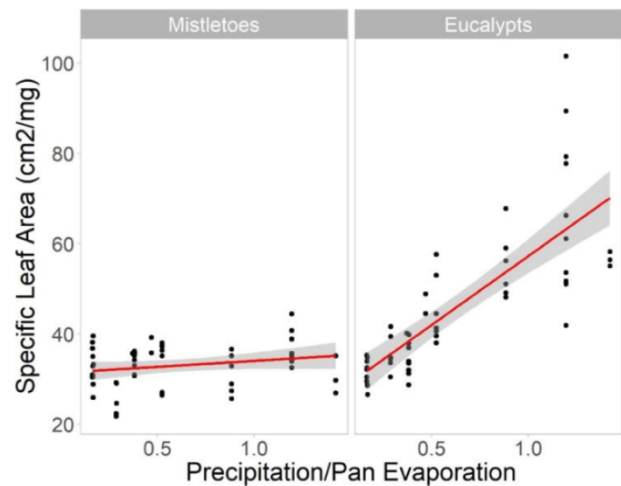 Mistletoes
Eucalypts
Specific Leaf Area (cm2/mg)
100
80
60
40
20
0.5
1.0
0.5
1.0
Precipitation/Pan Evaporation